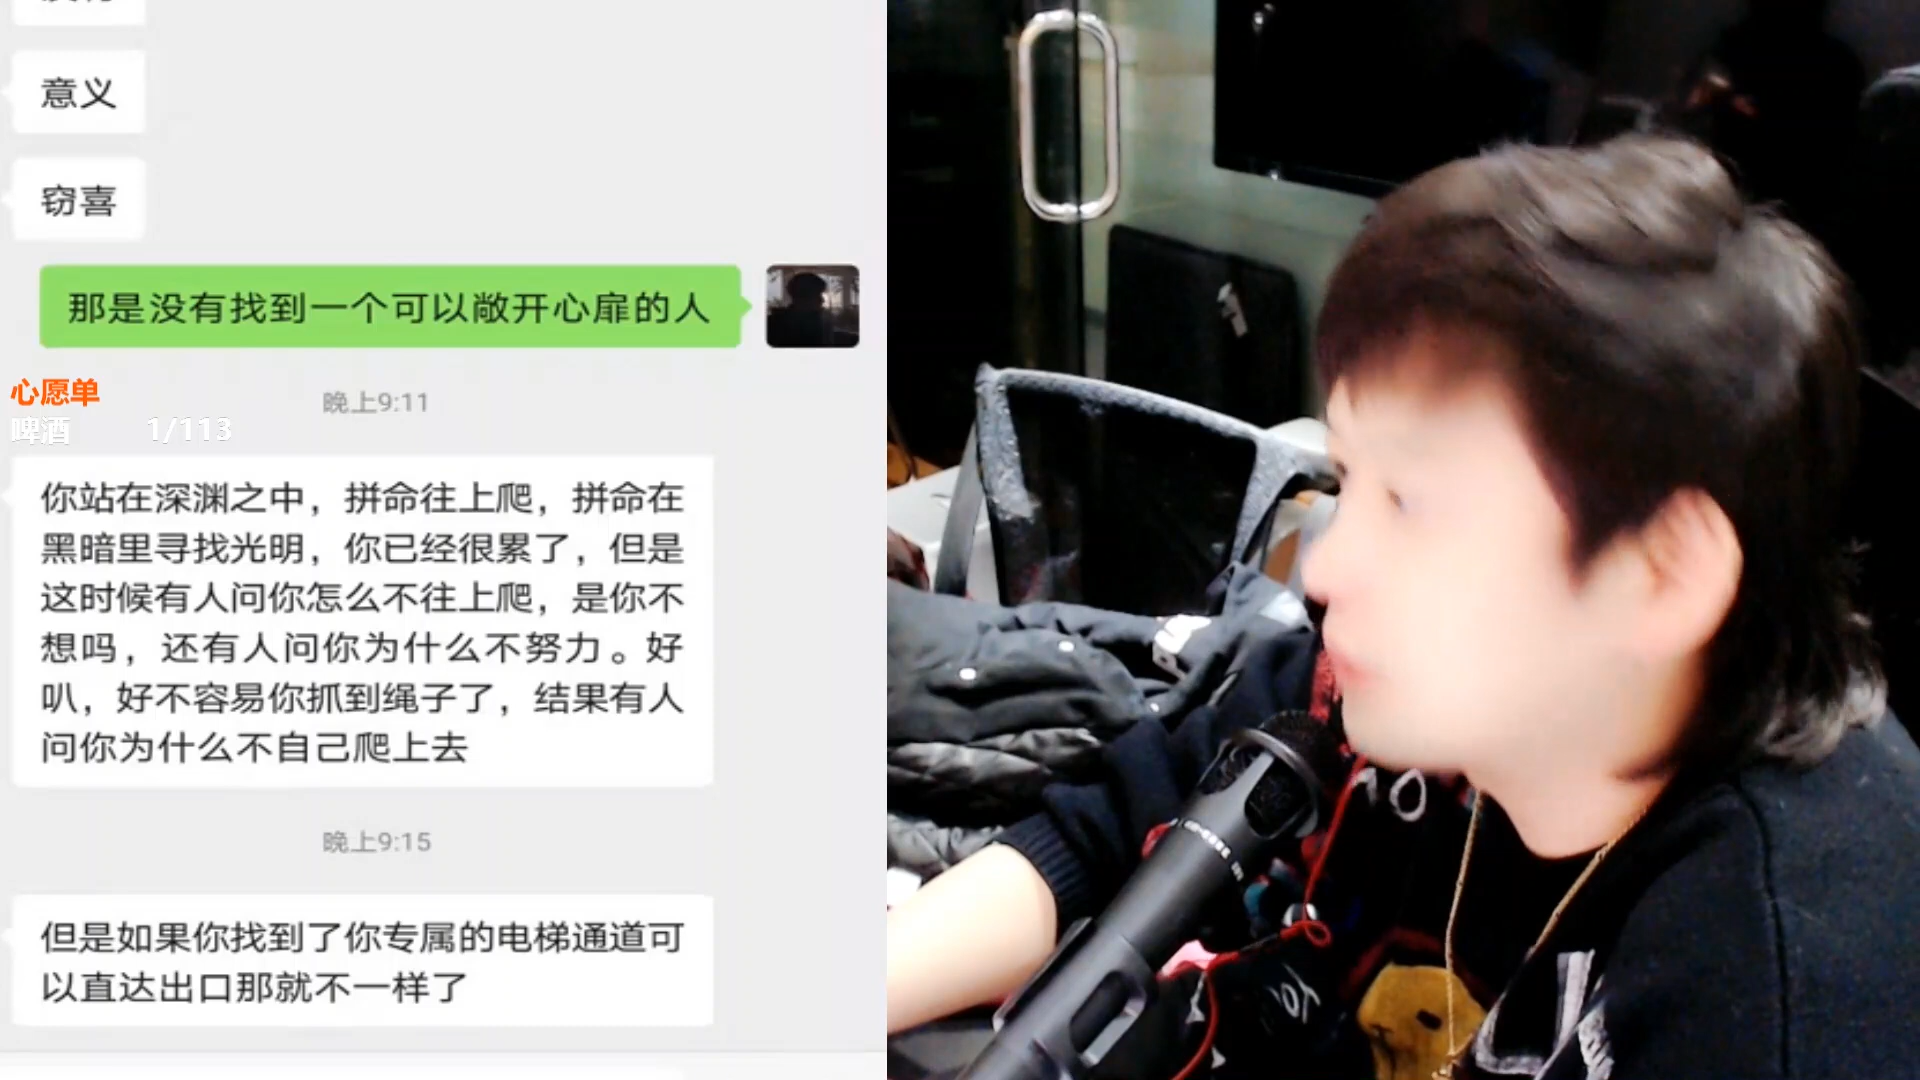 意义
窃喜
那是没有找到一个可以敞开心扉的人
心愿单
晚上9:11
啤酒 1/113
你站在深渊之中，拼命往上爬，拼命在
黑暗里寻找光明，你已经很累了，但是
这时候有人问你怎么不往上爬，是你不
想吗，还有人问你为什么不努力。好
叭，好不容易你抓到绳子了，结果有人
问你为什么不自己爬上去
晚上9:15
但是如果你找到了你专属的电梯通道可
以直达出口那就不一样了